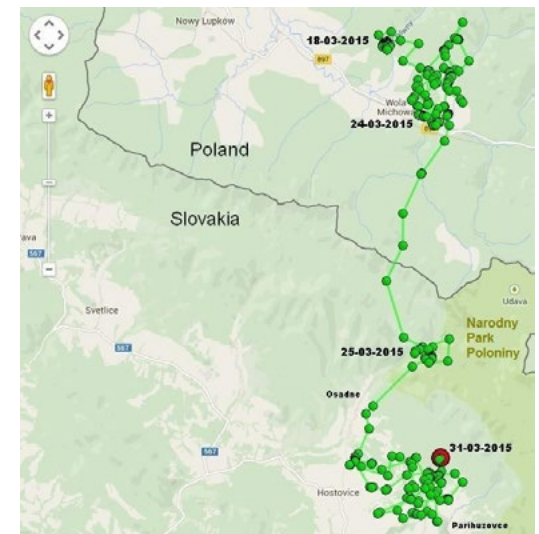 Nowy Łupków
18-03-2015
897
Wola
Michowa
24-03-2015
Poland
Slovakia
567
Udava
Svetlice
Narodny
Park
Poloniny
25-03-2015
567
Osadne
567
31-03-2015
Hostovice
Parihuzovce